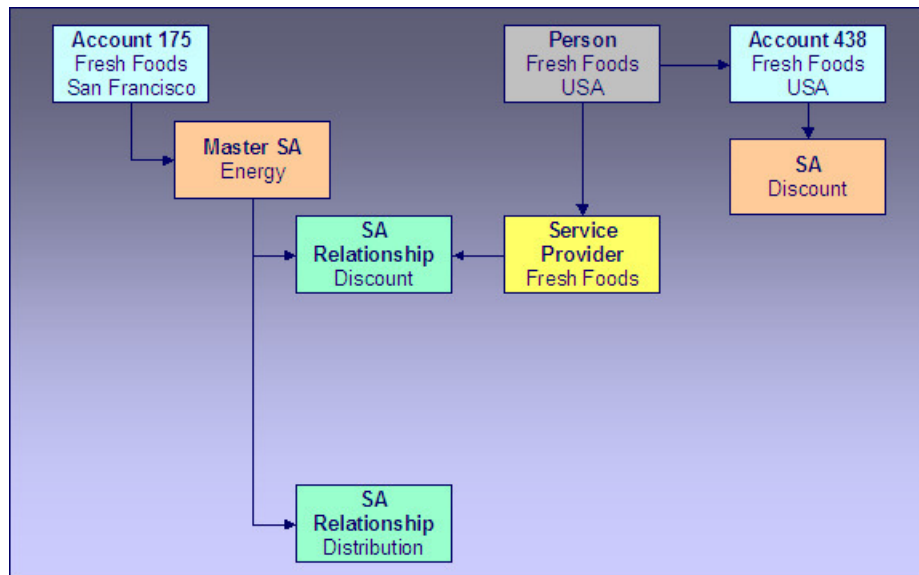 Account 175
Fresh Foods
San Francisco
Person
Fresh Foods
USA
Account 438
Fresh Foods
USA
Master SA
Energy
SA
Discount
SA
Relationship
Discount
Service
Provider
Fresh Foods
SA
Relationship
Distribution